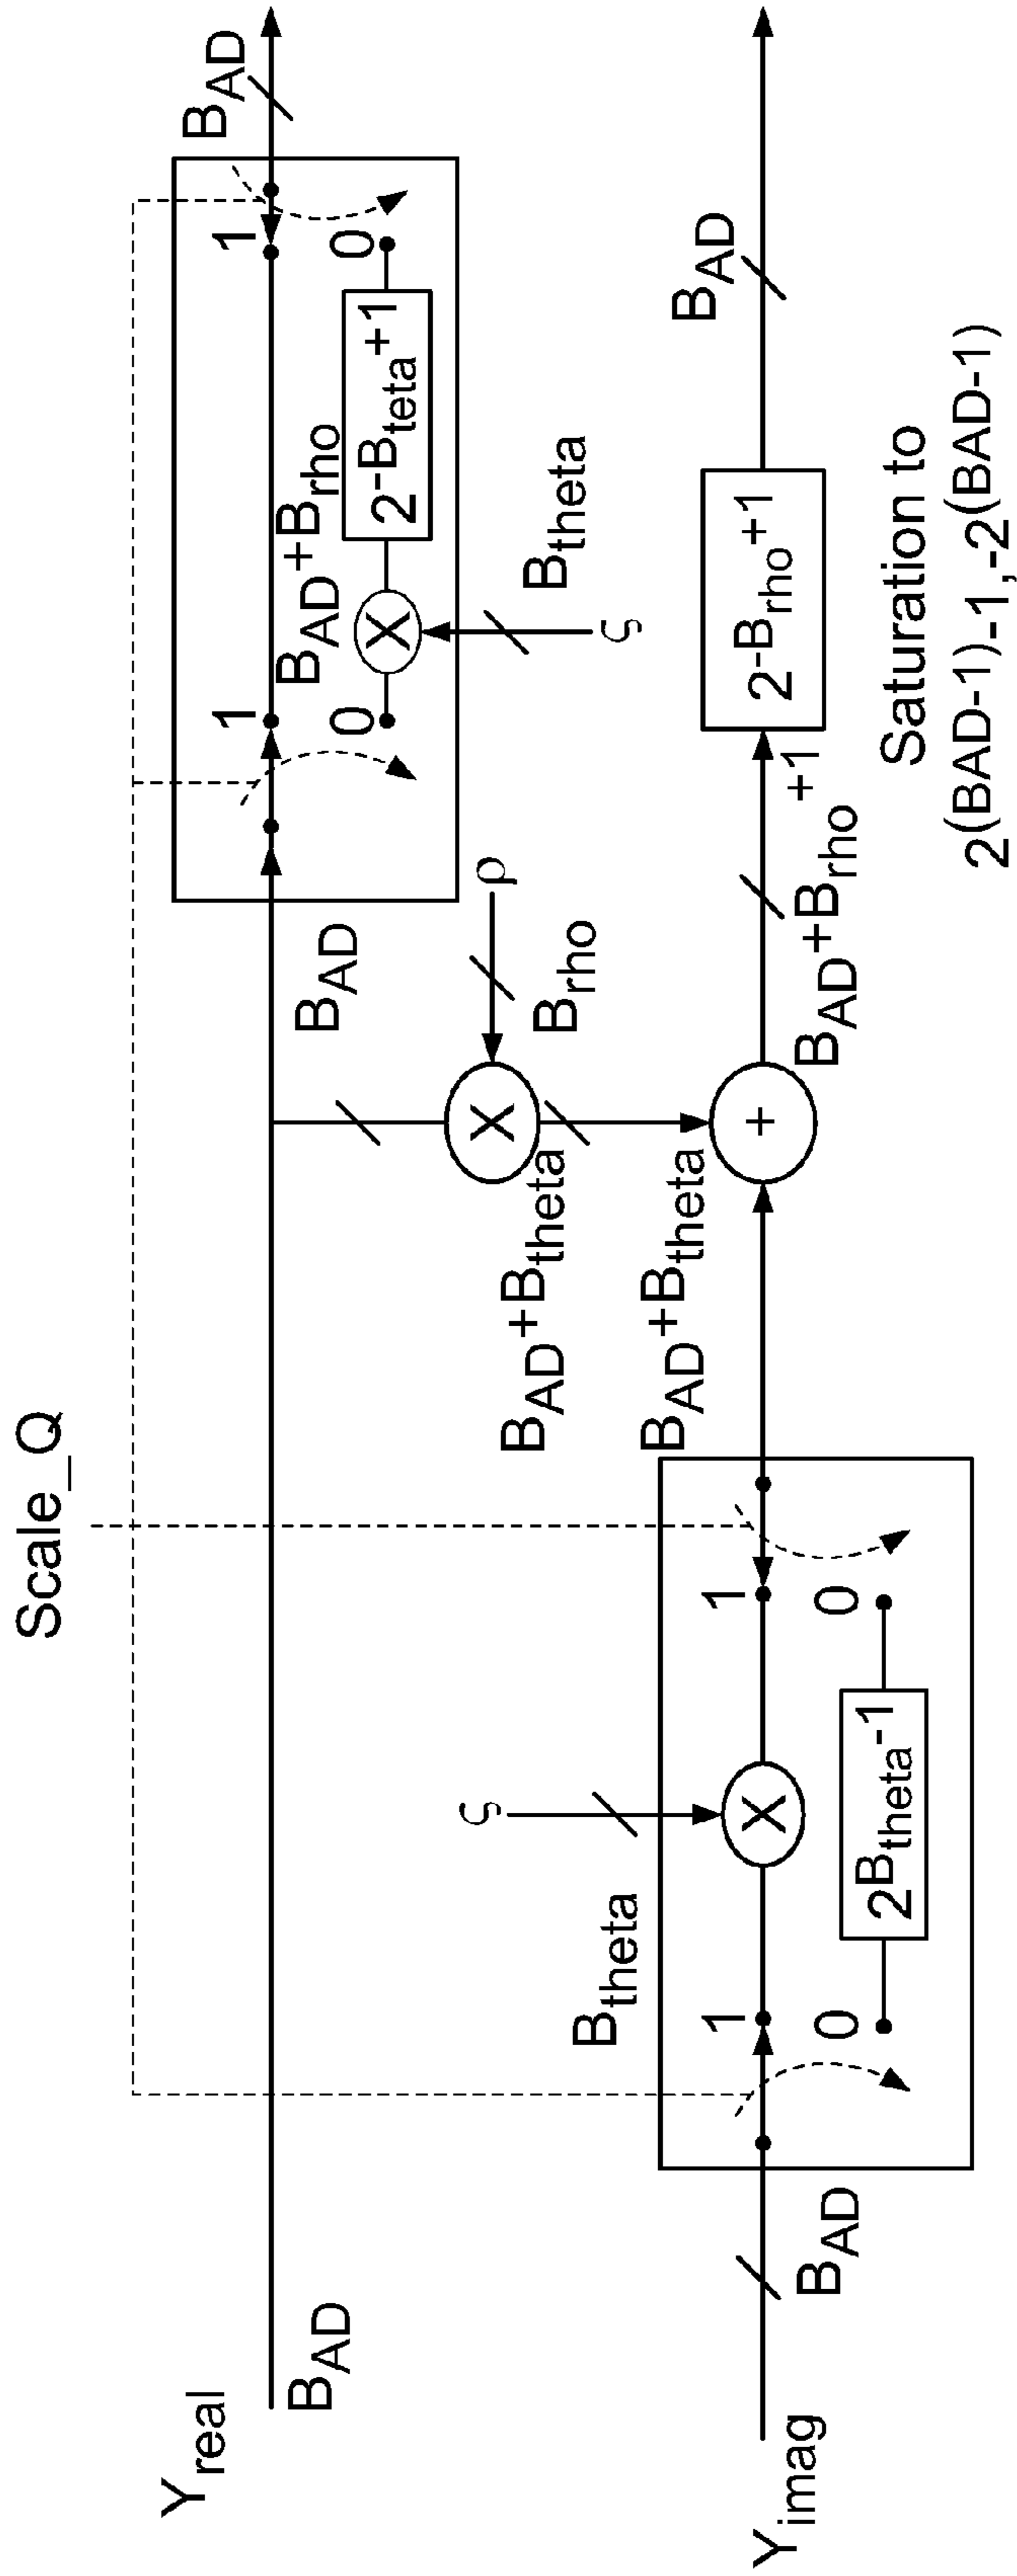 Scale_Q
Y_real
B_AD
B_AD
1
1
B_AD
B_AD+B_rho
0
X
2^-B_teta+1
0
B_theta
ς
ρ
X
B_rho
B_AD+B_theta
B_AD+B_theta
ς
B_theta
Y_imag
B_AD
1
X
1
0
2^B_theta-1
0
+
B_AD+B_rho+1
2^-B_rho+1
B_AD
Saturation to
2^(BAD-1)-1,-2^(BAD-1)